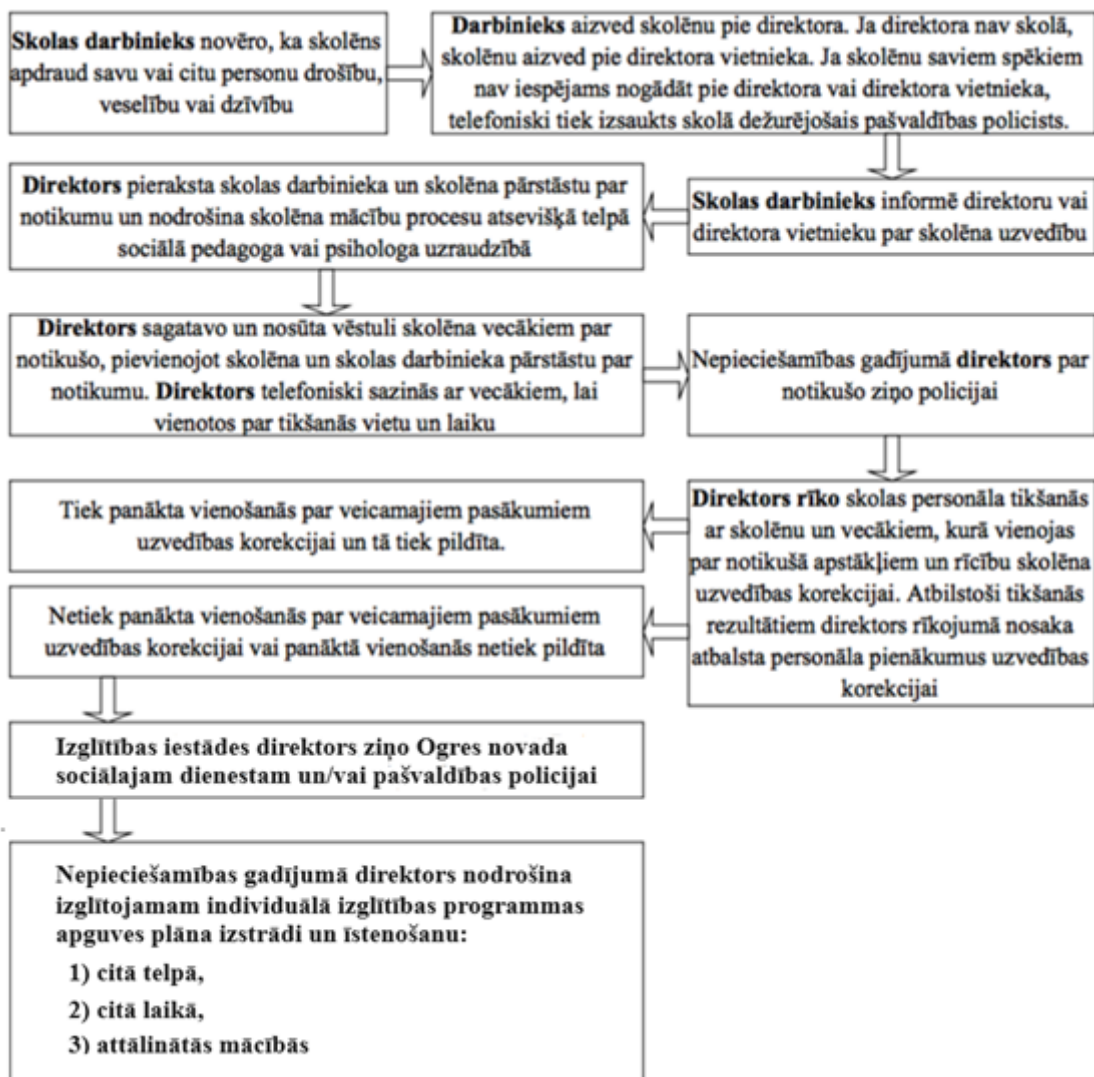 Skolas darbinieks novēro, ka skolēns
apdraud savu vai citu personu drošību,
veselību vai dzīvību
Darbinieks aizved skolēnu pie direktora. Ja direktora nav skolā,
skolēnu aizved pie direktora vietnieka. Ja skolēnu saviem spēkiem
nav iespējams nogādāt pie direktora vai direktora vietnieka,
telefoniski tiek izsaukts skolā dežurējošais pašvaldības policists.
Skolas darbinieks informē direktoru vai
direktora vietnieku par skolēna uzvedību
Direktors pieraksta skolas darbinieka un skolēna pārstāstu par
notikumu un nodrošina skolēna mācību procesu atsevišķā telpā
sociālā pedagoga vai psihologa uzraudzībā
Direktors sagatavo un nosūta vēstuli skolēna vecākiem par
notikušo, pievienojot skolēna un skolas darbinieka pārstāstu par
notikumu. Direktors telefoniski sazinās ar vecākiem, lai
vienotos par tikšanās vietu un laiku
Nepieciešamības gadījumā direktors par
notikušo ziņo policijai
Direktors rīko skolas personāla tikšanās
ar skolēnu un vecākiem, kurā vienojas
par notikušā apstākļiem un rīcību skolēna
uzvedības korekcijai. Atbilstoši tikšanās
rezultātiem direktors rīkojumā nosaka
atbalsta personāla pienākumus uzvedības
korekcijai
Tiek panākta vienošanās par veicamajiem pasākumiem
uzvedības korekcijai un tā tiek pildīta.
Netiek panākta vienošanās par veicamajiem pasākumiem
uzvedības korekcijai vai panāktā vienošanās netiek pildīta
Izglītības iestādes direktors ziņo Ogres novada
sociālajam dienestam un/vai pašvaldības policijai
Nepieciešamības gadījumā direktors nodrošina
izglītojamam individuālā izglītības programmas
apguves plāna izstrādi un īstenošanu:
1) citā telpā,
2) citā laikā,
3) attālinātās mācībās